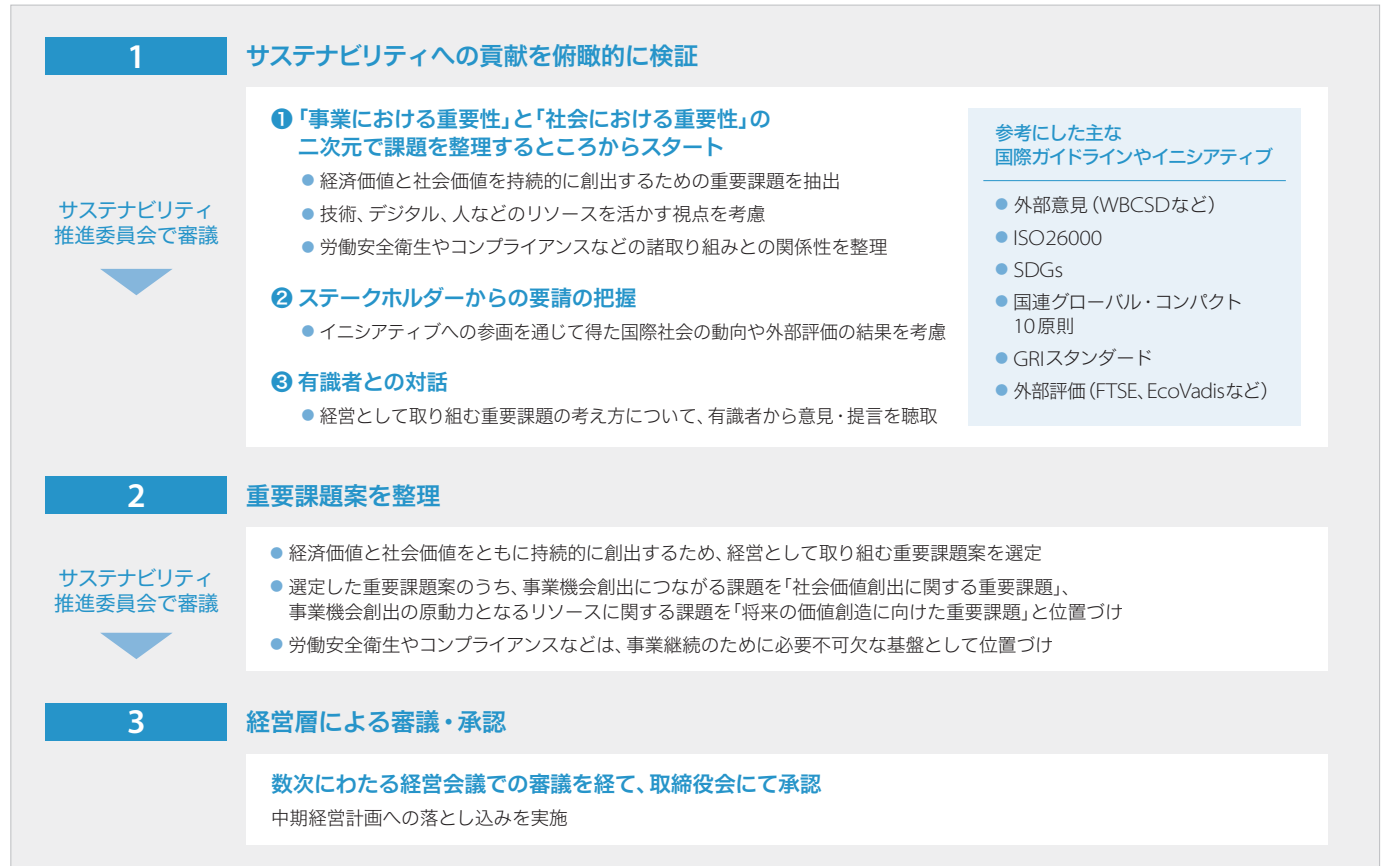 1
サステナビリティへの貢献を俯瞰的に検証
サステナビリティ
推進委員会で審議
❶「事業における重要性」と「社会における重要性」の
二次元で課題を整理するところからスタート
● 経済価値と社会価値を持続的に創出するための重要課題を抽出
● 技術、デジタル、人などのリソースを活かす視点を考慮
● 労働安全衛生やコンプライアンスなどの諸取り組みとの関係性を整理
❷ ステークホルダーからの要請の把握
● イニシアティブへの参画を通じて得た国際社会の動向や外部評価の結果を考慮
❸ 有識者との対話
● 経営として取り組む重要課題の考え方について、有識者から意見・提言を聴取
参考にした主な
国際ガイドラインやイニシアティブ
● 外部意見（WBCSDなど）
● ISO26000
● SDGs
● 国連グローバル・コンパクト
10原則
● GRIスタンダード
● 外部評価（FTSE、EcoVadisなど）
2
重要課題案を整理
サステナビリティ
推進委員会で審議
● 経済価値と社会価値をともに持続的に創出するため、経営として取り組む重要課題案を選定
● 選定した重要課題案のうち、事業機会創出につながる課題を「社会価値創出に関する重要課題」、
事業機会創出の原動力となるリソースに関する課題を「将来の価値創造に向けた重要課題」と位置づけ
● 労働安全衛生やコンプライアンスなどは、事業継続のために必要不可欠な基盤として位置づけ
3
経営層による審議・承認
数次にわたる経営会議での審議を経て、取締役会にて承認
中期経営計画への落とし込みを実施